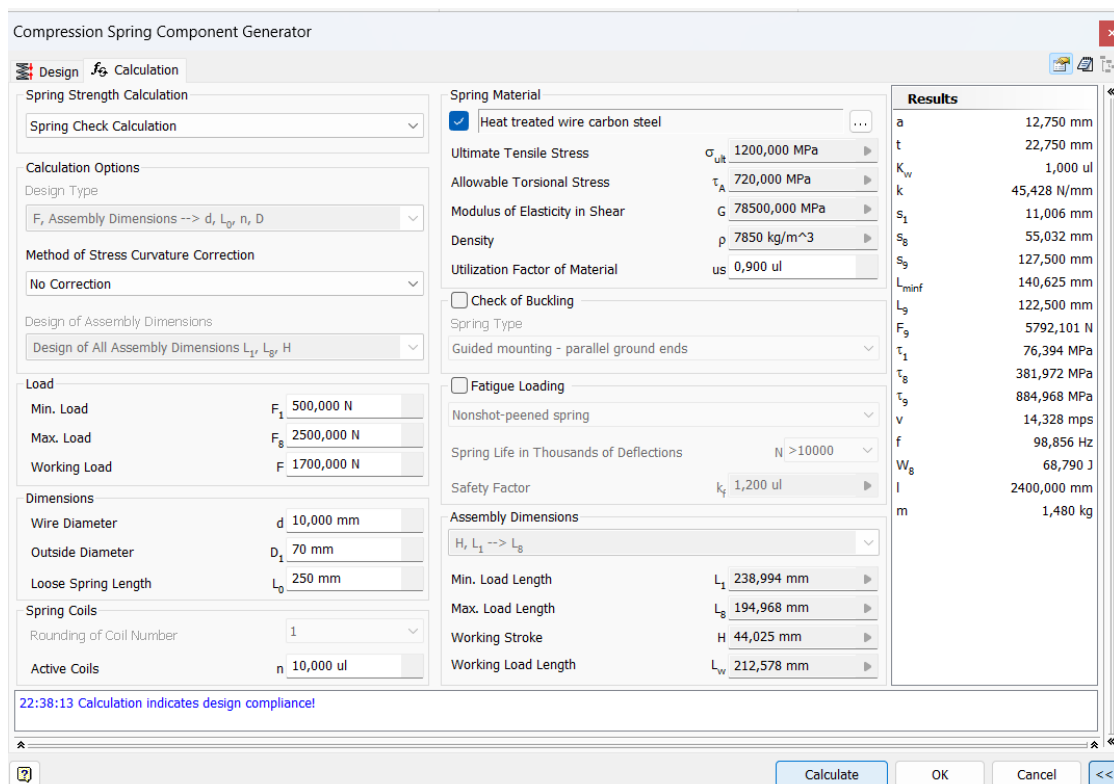 Compression Spring Component Generator
Design
Calculation
Spring Strength Calculation
Spring Check Calculation
Calculation Options
Design Type
F, Assembly Dimensions --> d, L0, n, D
Method of Stress Curvature Correction
No Correction
Design of Assembly Dimensions
Design of All Assembly Dimensions L1, L8, H
Load
Min. Load F1 500,000 N
Max. Load F8 2500,000 N
Working Load F 1700,000 N
Dimensions
Wire Diameter d 10,000 mm
Outside Diameter D1 70 mm
Loose Spring Length L0 250 mm
Spring Coils
Rounding of Coil Number 1
Active Coils n 10,000 ul
Spring Material
Heat treated wire carbon steel
...
Ultimate Tensile Stress σult 1200,000 MPa
Allowable Torsional Stress τA 720,000 MPa
Modulus of Elasticity in Shear G 78500,000 MPa
Density ρ 7850 kg/m^3
Utilization Factor of Material us 0,900 ul
Check of Buckling
Spring Type
Guided mounting - parallel ground ends
Fatigue Loading
Nonshot-peened spring
Spring Life in Thousands of Deflections N >10000
Safety Factor kf 1,200 ul
Assembly Dimensions
H, L1 --> L8
Min. Load Length L1 238,994 mm
Max. Load Length L8 194,968 mm
Working Stroke H 44,025 mm
Working Load Length Lw 212,578 mm
Results
a 12,750 mm
t 22,750 mm
Kw 1,000 ul
k 45,428 N/mm
s1 11,006 mm
s8 55,032 mm
s9 127,500 mm
Lminf 140,625 mm
L9 122,500 mm
F9 5792,101 N
τ1 76,394 MPa
τ8 381,972 MPa
τ9 884,968 MPa
v 14,328 mps
f 98,856 Hz
W8 68,790 J
l 2400,000 mm
m 1,480 kg
22:38:13 Calculation indicates design compliance!
Calculate
OK
Cancel
<<